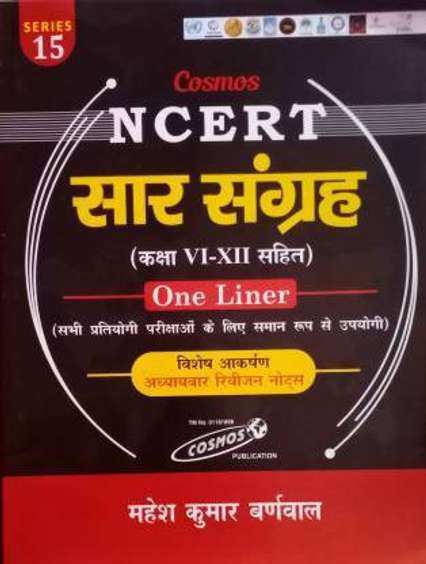 SERIES
15
Cosmos
NCERT
सार संग्रह
(कक्षा VI-XII सहित)
One Liner
(सभी प्रतियोगी परीक्षाओं के लिए समान रूप से उपयोगी)
विशेष आकर्षण
अध्यायवार रिवीजन नोट्स
COSMOS
PUBLICATION
महेश कुमार बर्णवाल